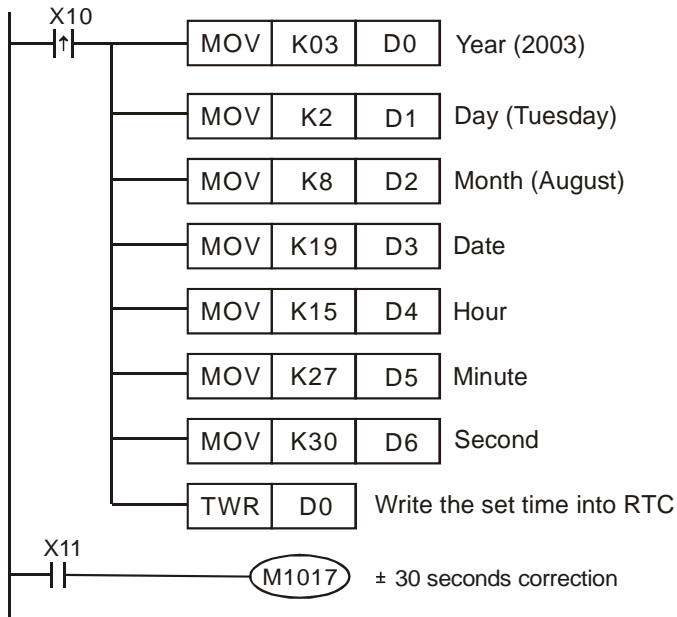 X10
↑ MOV K03 D0 Year (2003)
MOV K2 D1 Day (Tuesday)
MOV K8 D2 Month (August)
MOV K19 D3 Date
MOV K15 D4 Hour
MOV K27 D5 Minute
MOV K30 D6 Second
TWR D0 Write the set time into RTC
X11
M1017 ± 30 seconds correction